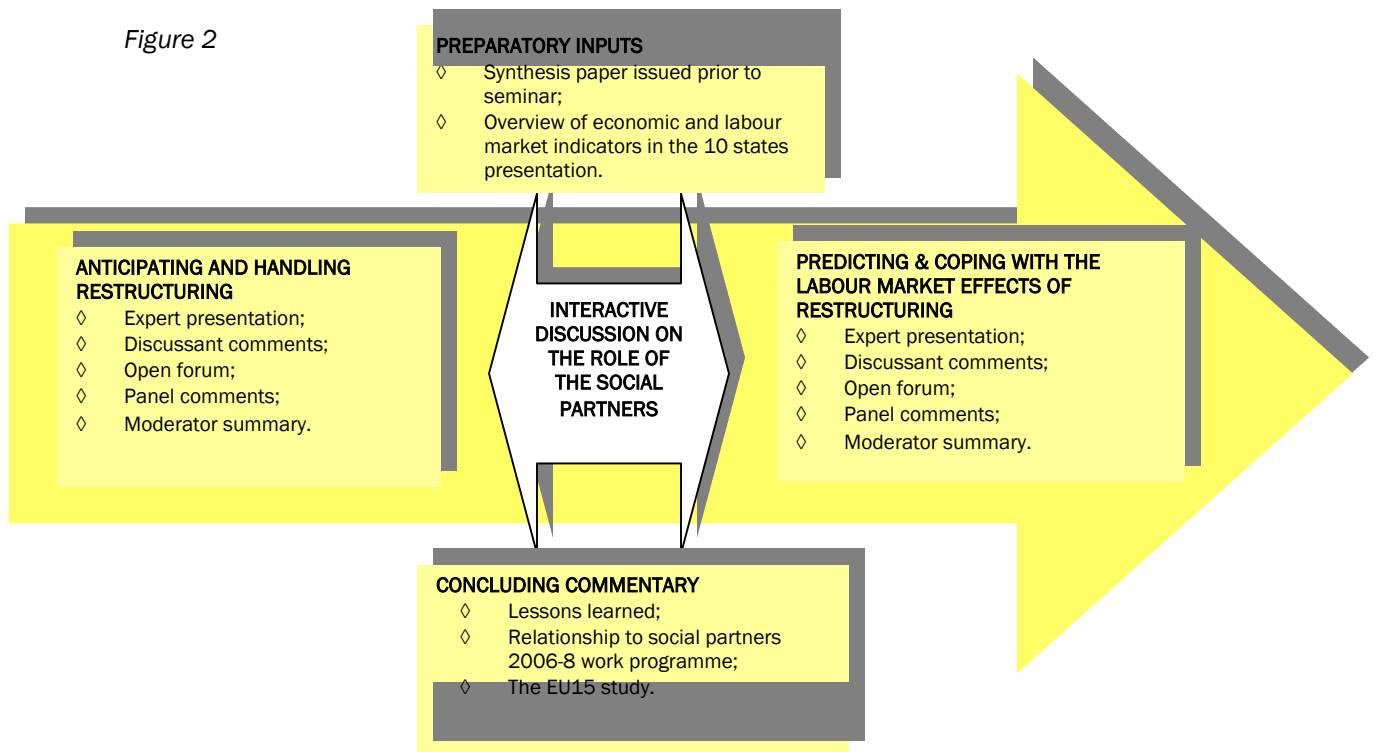 Figure 2
PREPARATORY INPUTS
◊ Synthesis paper issued prior to
seminar;
◊ Overview of economic and labour
market indicators in the 10 states
presentation.
ANTICIPATING AND HANDLING
RESTRUCTURING
◊ Expert presentation;
◊ Discussant comments;
◊ Open forum;
◊ Panel comments;
◊ Moderator summary.
INTERACTIVE
DISCUSSION ON
THE ROLE OF
THE SOCIAL
PARTNERS
PREDICTING & COPING WITH THE
LABOUR MARKET EFFECTS OF
RESTRUCTURING
◊ Expert presentation;
◊ Discussant comments;
◊ Open forum;
◊ Panel comments;
◊ Moderator summary.
CONCLUDING COMMENTARY
◊ Lessons learned;
◊ Relationship to social partners
2006-8 work programme;
◊ The EU15 study.